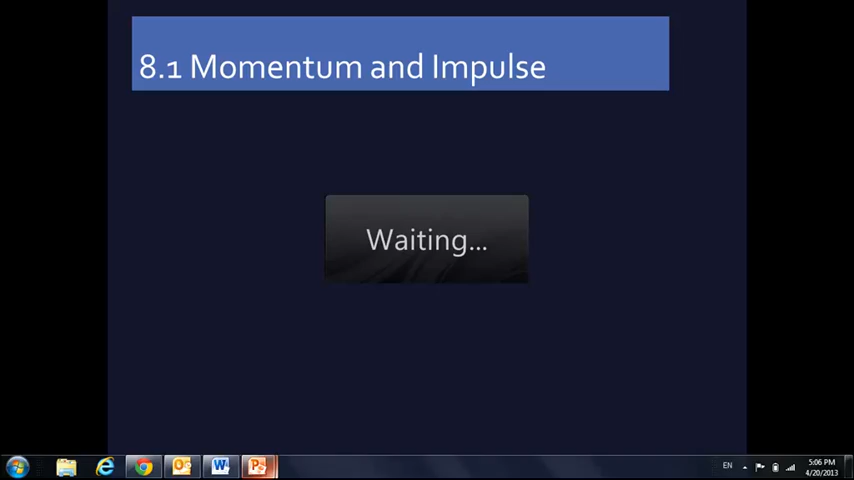 8.1 Momentum and Impulse
Waiting...
EN
5:06 PM
4/20/2013